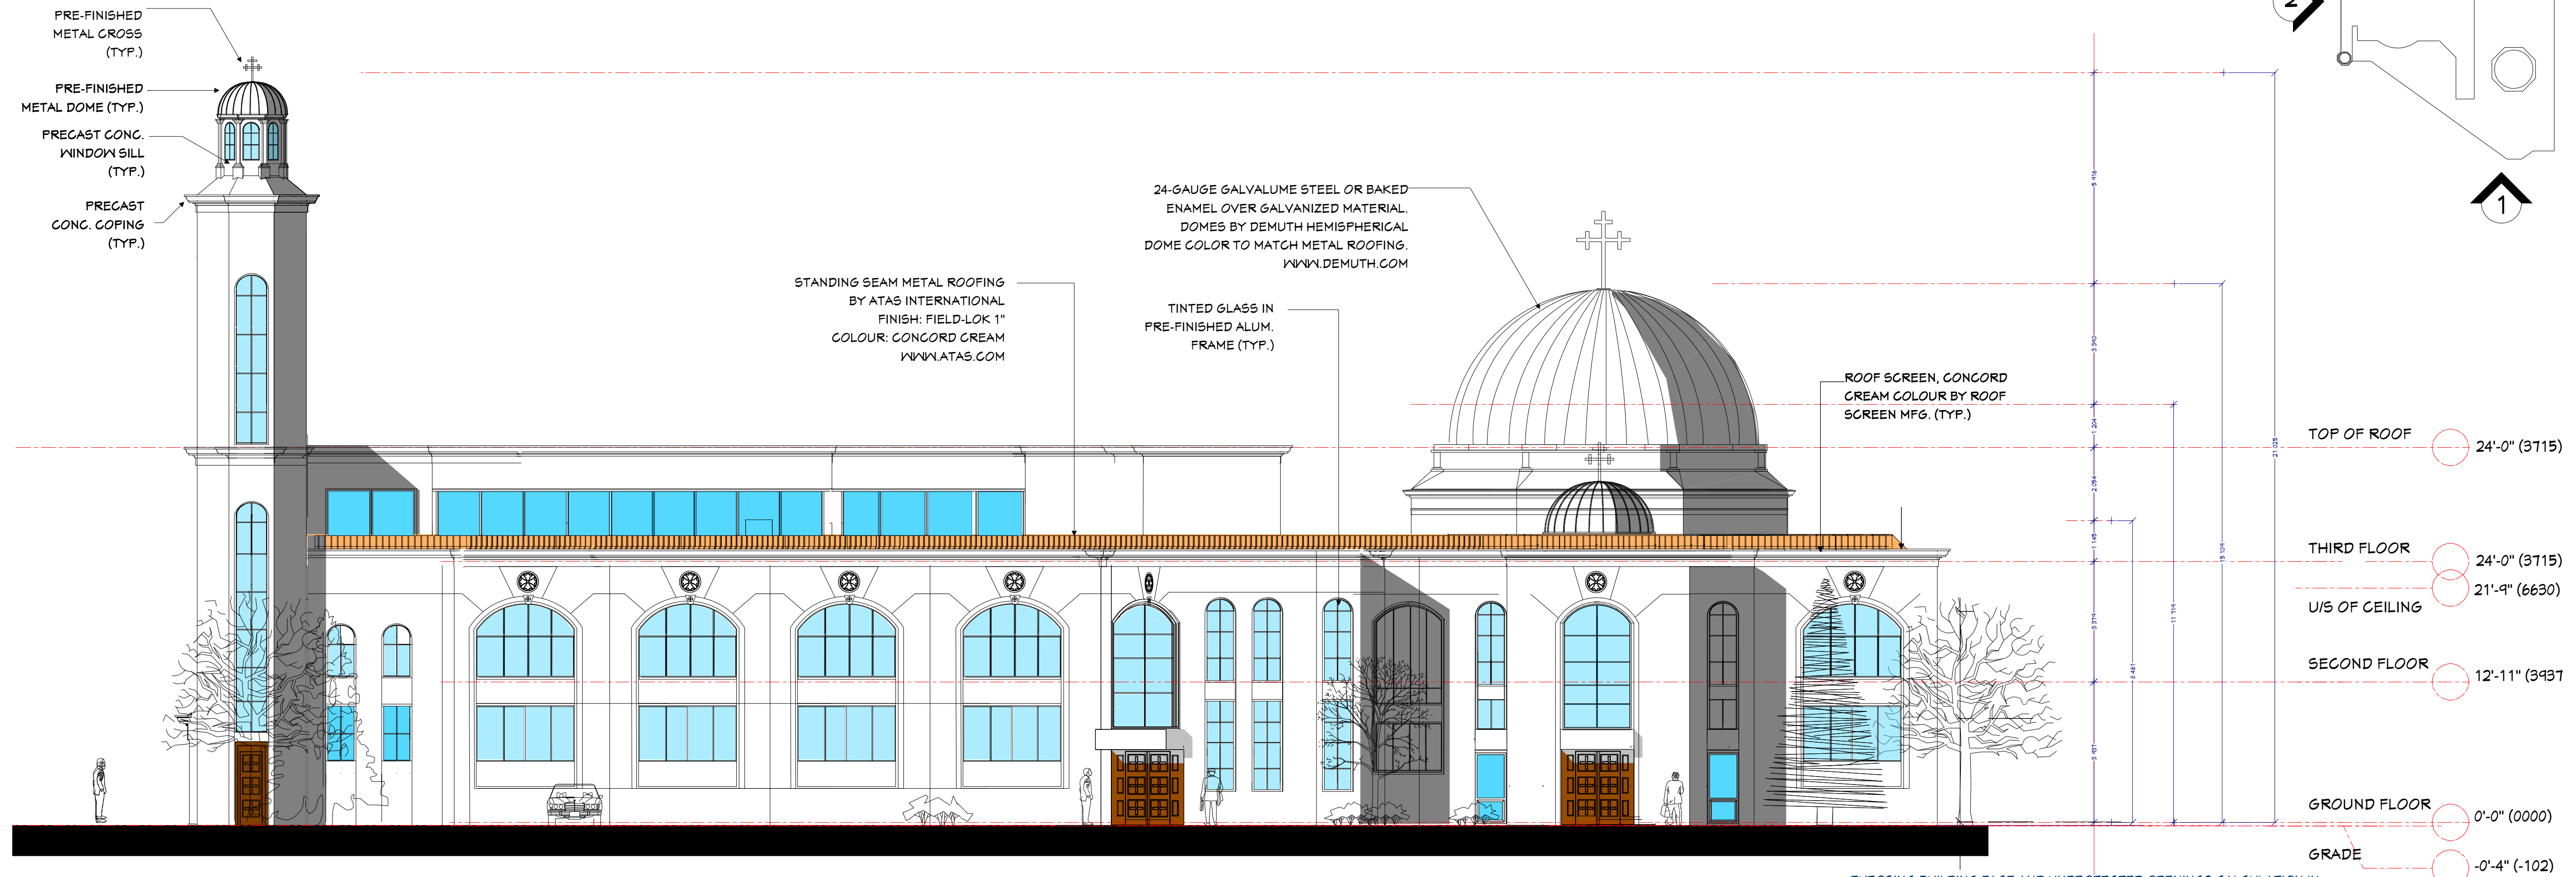 PRE-FINISHED
METAL CROSS
(TYP.)
PRE-FINISHED
METAL DOME (TYP.)
PRECAST CONC.
WINDOW SILL
(TYP.)
PRECAST
CONC. COPING
(TYP.)
STANDING SEAM METAL ROOFING
BY ATAS INTERNATIONAL
FINISH: FIELD-LOK 1"
COLOUR: CONCORD CREAM
WWW.ATAS.COM
24-GAUGE GALVALUME STEEL OR BAKED
ENAMEL OVER GALVANIZED MATERIAL.
DOMES BY DEMUTH HEMISPHERICAL
DOME COLOR TO MATCH METAL ROOFING.
WWW.DEMUTH.COM
TINTED GLASS IN
PRE-FINISHED ALUM.
FRAME (TYP.)
ROOF SCREEN, CONCORD
CREAM COLOUR BY ROOF
SCREEN MFG. (TYP.)
2
1
TOP OF ROOF
24'-0" (3715)
THIRD FLOOR
24'-0" (3715)
21'-9" (6630)
U/S OF CEILING
SECOND FLOOR
12'-11" (3937
GROUND FLOOR
0'-0" (0000)
GRADE
-0'-4" (-102)
21 025